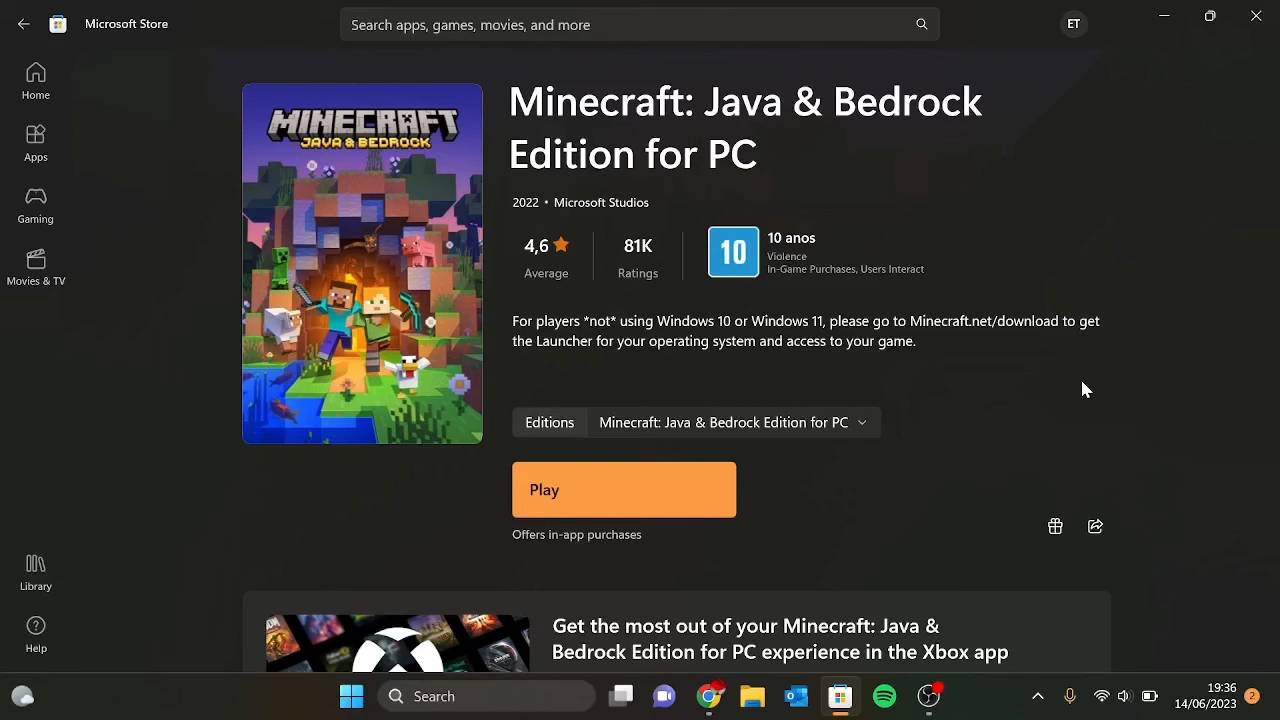 Microsoft Store
Search apps, games, movies, and more
ET
Home
Apps
Gaming
Movies & TV
Library
Help
MINECRAFT
JAVA & BEDROCK
Minecraft: Java & Bedrock
Edition for PC
2022 • Microsoft Studios
4,6
Average
81K
Ratings
10
10 anos
Violence
In-Game Purchases, Users Interact
For players *not* using Windows 10 or Windows 11, please go to Minecraft.net/download to get
the Launcher for your operating system and access to your game.
Editions Minecraft: Java & Bedrock Edition for PC
Play
Offers in-app purchases
Get the most out of your Minecraft: Java &
Bedrock Edition for PC experience in the Xbox app
Search
19:36
14/06/2023
2